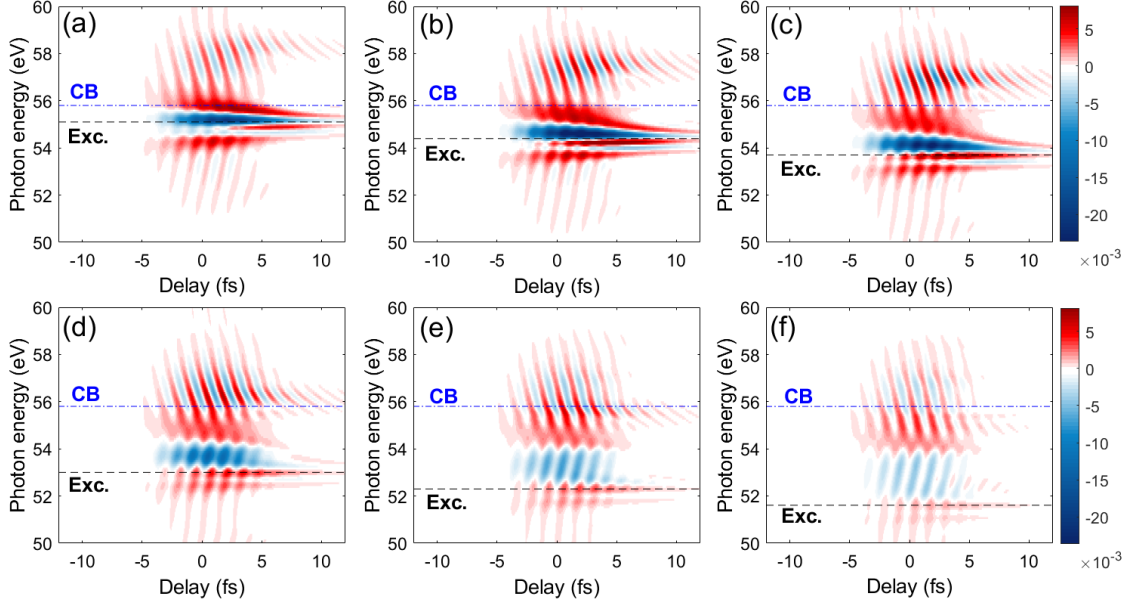 (a)
60
58
56
54
52
50
Photon energy (eV)
CB
Exc.
-10
-5
0
5
10
Delay (fs)
(b)
60
58
56
54
52
50
Photon energy (eV)
CB
Exc.
-10
-5
0
5
10
Delay (fs)
(c)
60
58
56
54
52
50
Photon energy (eV)
CB
Exc.
-10
-5
0
5
10
Delay (fs)
5
0
-5
-10
-15
-20
×10⁻³
(d)
60
58
56
54
52
50
Photon energy (eV)
CB
Exc.
-10
-5
0
5
10
Delay (fs)
(e)
60
58
56
54
52
50
Photon energy (eV)
CB
Exc.
-10
-5
0
5
10
Delay (fs)
(f)
60
58
56
54
52
50
Photon energy (eV)
CB
Exc.
-10
-5
0
5
10
Delay (fs)
5
0
-5
-10
-15
-20
×10⁻³